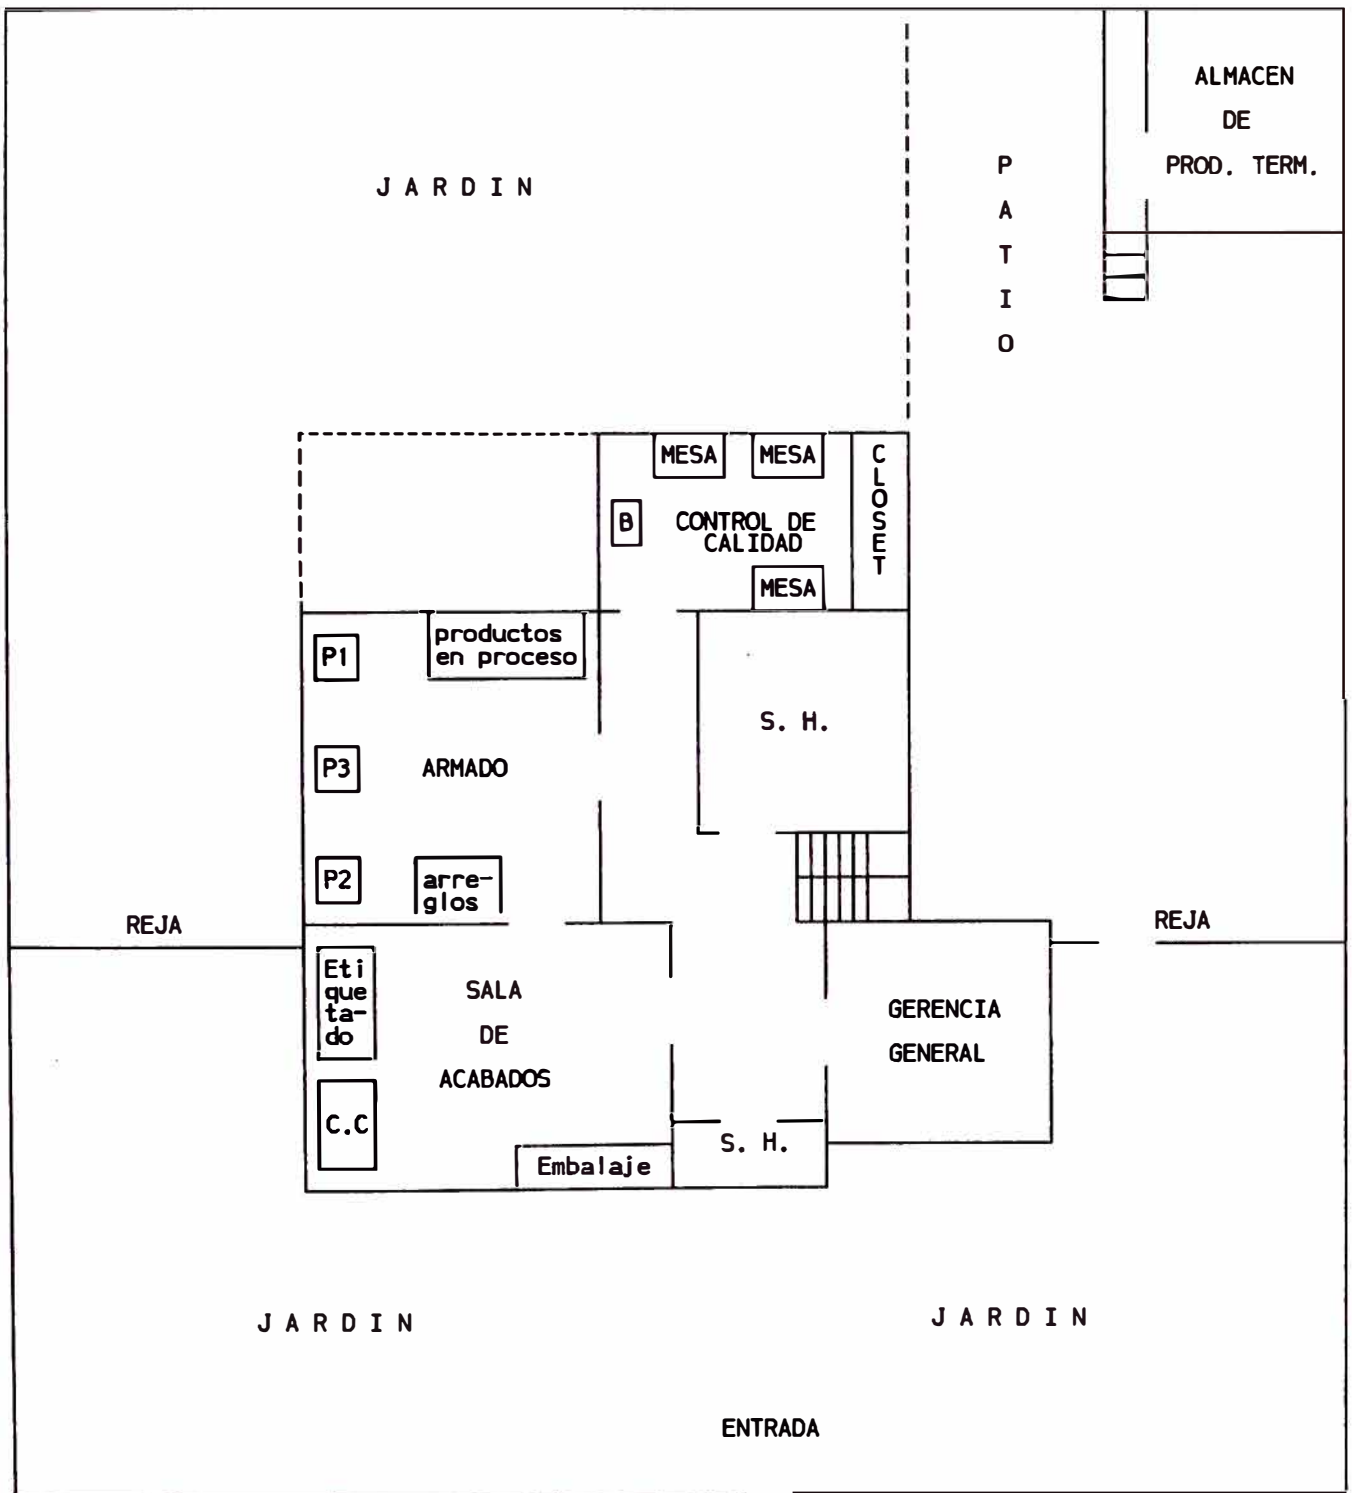 ALMACEN
DE
PROD. TERM.
JARDIN
P
A
T
I
O
MESA
MESA
C
L
O
S
E
T
B
CONTROL DE
CALIDAD
MESA
productos
en proceso
P1
S. H.
P3
ARMADO
P2
arre-
glos
REJA
REJA
Eti
que
ta-
do
SALA
DE
ACABADOS
GERENCIA
GENERAL
C.C
S. H.
Embalaje
JARDIN
JARDIN
ENTRADA